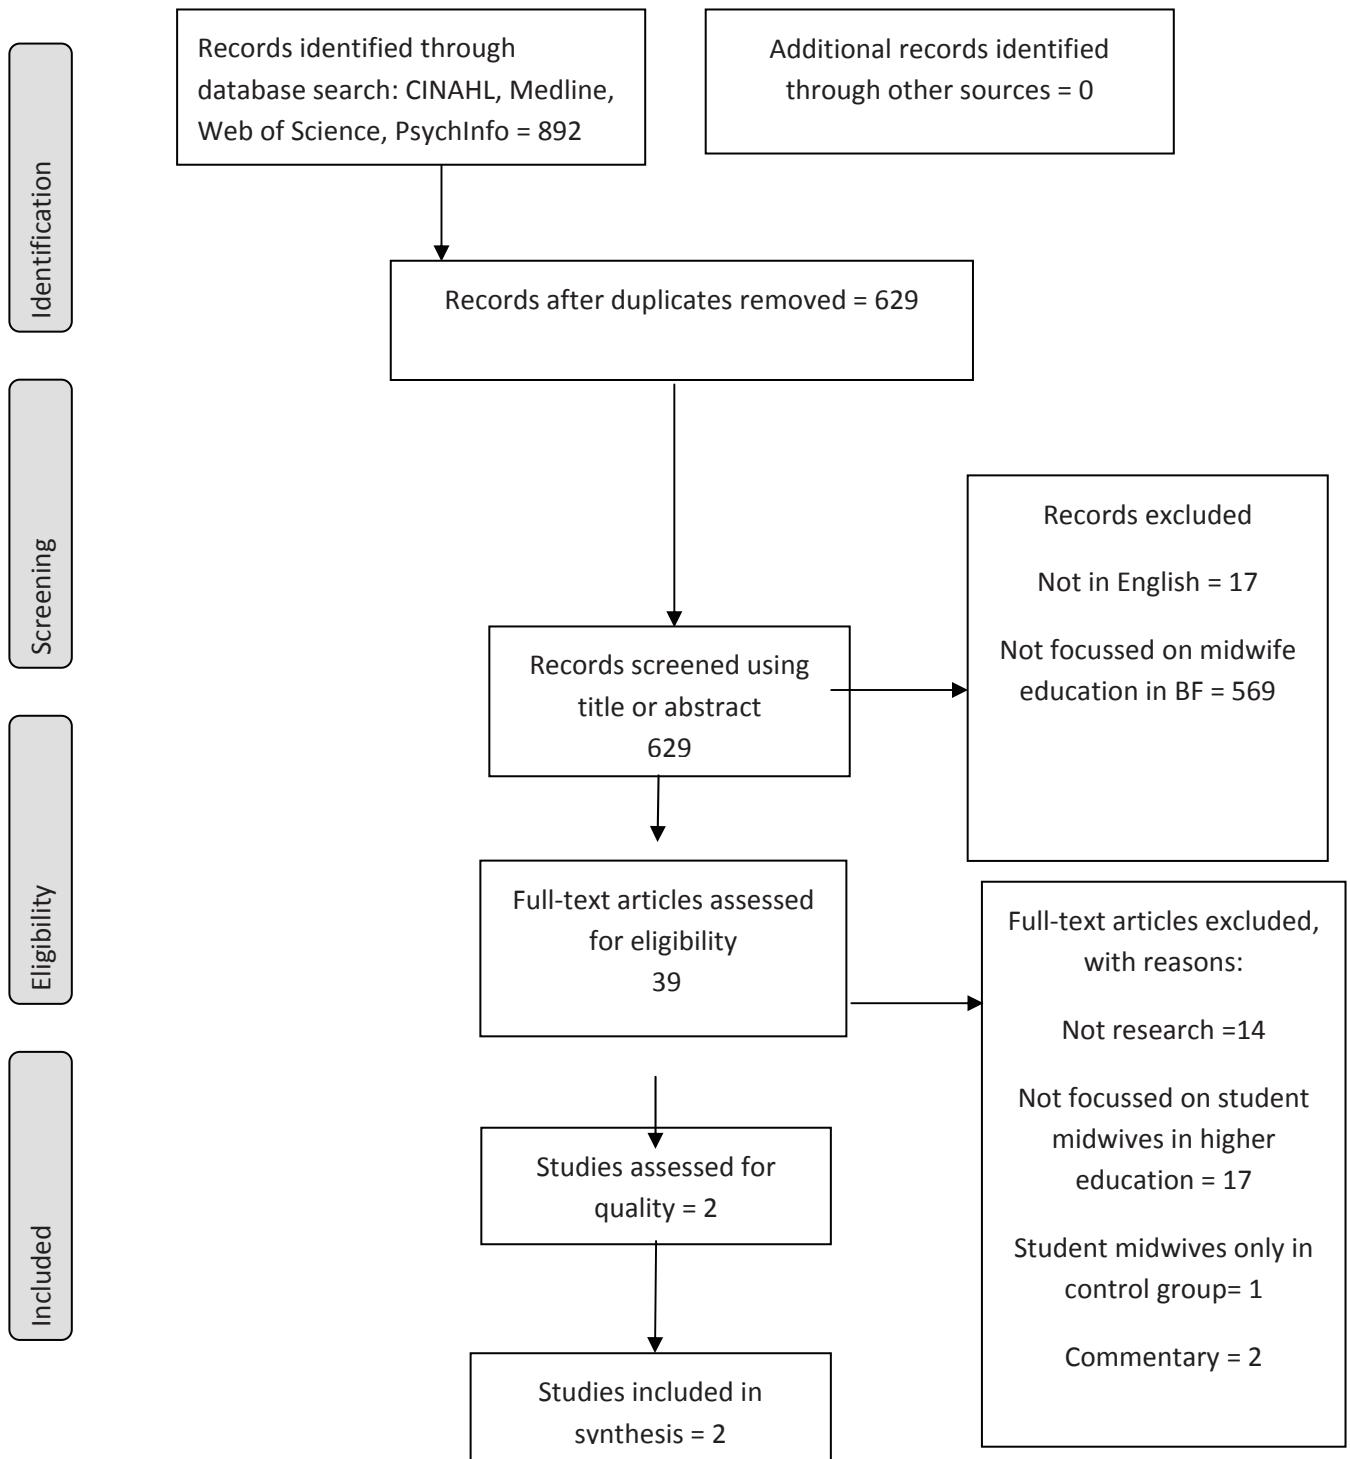 Identification
Records identified through
database search: CINAHL, Medline,
Web of Science, PsychInfo = 892
Additional records identified
through other sources = 0
Records after duplicates removed = 629
Screening
Records screened using
title or abstract
629
Records excluded
Not in English = 17
Not focussed on midwife
education in BF = 569
Eligibility
Full-text articles assessed
for eligibility
39
Full-text articles excluded,
with reasons:
Not research =14
Not focussed on student
midwives in higher
education = 17
Student midwives only in
control group= 1
Commentary = 2
Included
Studies assessed for
quality = 2
Studies included in
synthesis = 2